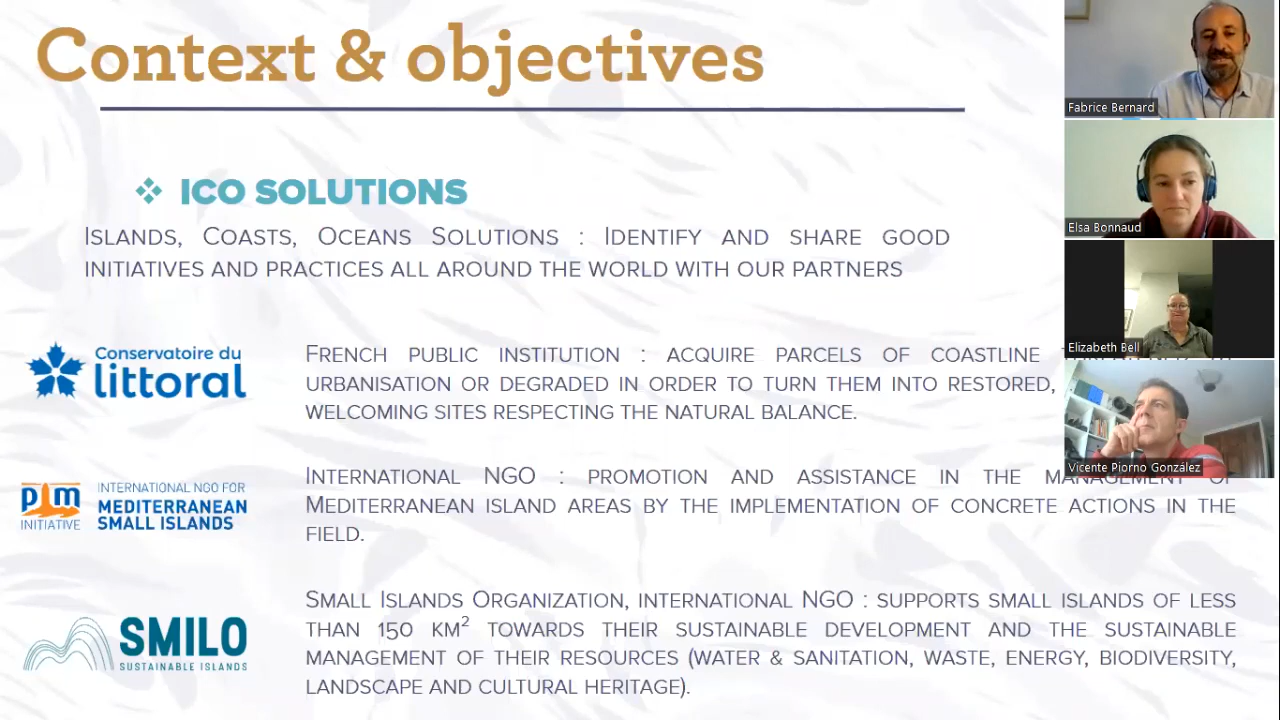 Context & objectives
ICO SOLUTIONS
ISLANDS, COASTS, OCEANS SOLUTIONS : IDENTIFY AND SHARE GOOD
INITIATIVES AND PRACTICES ALL AROUND THE WORLD WITH OUR PARTNERS
Conservatoire du
littoral
FRENCH PUBLIC INSTITUTION : ACQUIRE PARCELS OF COASTLINE
URBANISATION OR DEGRADED IN ORDER TO TURN THEM INTO RESTORED,
WELCOMING SITES RESPECTING THE NATURAL BALANCE.
pim
INITIATIVE
INTERNATIONAL NGO FOR
MEDITERRANEAN
SMALL ISLANDS
INTERNATIONAL NGO : PROMOTION AND ASSISTANCE IN THE MANAGEMENT OF
MEDITERRANEAN ISLAND AREAS BY THE IMPLEMENTATION OF CONCRETE ACTIONS IN THE
FIELD.
SMILO
SUSTAINABLE ISLANDS
SMALL ISLANDS ORGANIZATION, INTERNATIONAL NGO : SUPPORTS SMALL ISLANDS OF LESS
THAN 150 KM² TOWARDS THEIR SUSTAINABLE DEVELOPMENT AND THE SUSTAINABLE
MANAGEMENT OF THEIR RESOURCES (WATER & SANITATION, WASTE, ENERGY, BIODIVERSITY,
LANDSCAPE AND CULTURAL HERITAGE).
Fabrice Bernard
Elsa Bonnaud
Elizabeth Bell
Vicente Piorno González